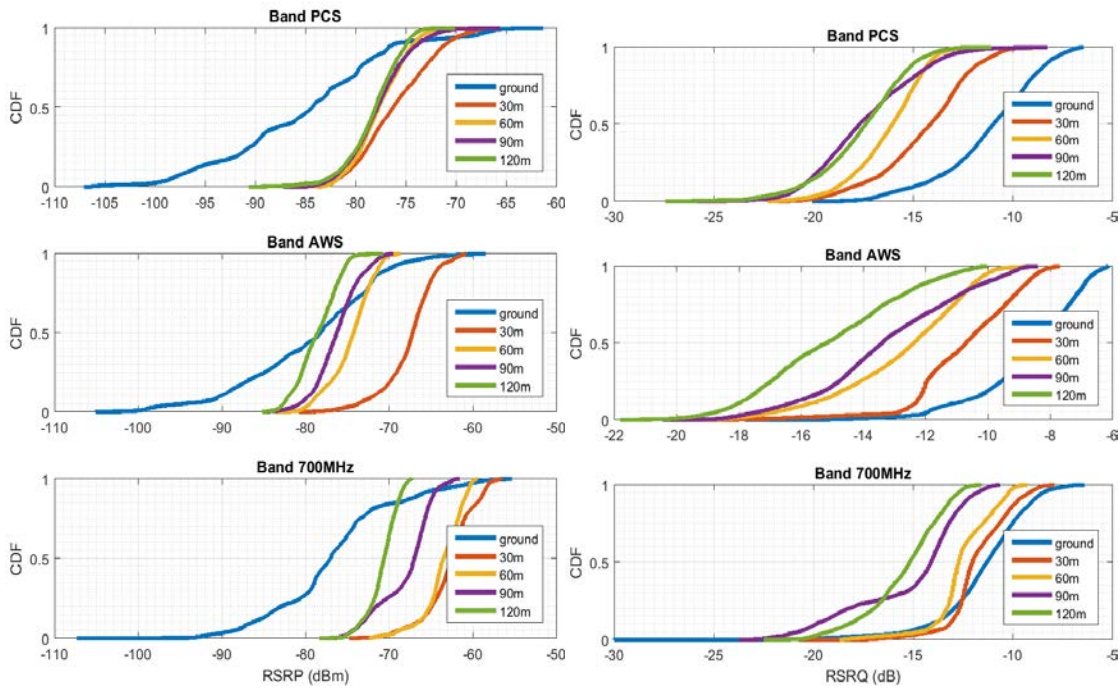 Band PCS
CDF
1
0.5
0
ground
30m
60m
90m
120m
-110 -105 -100 -95 -90 -85 -80 -75 -70 -65 -60
Band PCS
CDF
1
0.5
0
ground
30m
60m
90m
120m
-30 -25 -20 -15 -10 -5
Band AWS
CDF
1
0.5
0
ground
30m
60m
90m
120m
-110 -100 -90 -80 -70 -60 -50
Band AWS
CDF
1
0.5
0
ground
30m
60m
90m
120m
-22 -20 -18 -16 -14 -12 -10 -8 -6
Band 700MHz
CDF
1
0.5
0
ground
30m
60m
90m
120m
-110 -100 -90 -80 -70 -60 -50
RSRP (dBm)
Band 700MHz
CDF
1
0.5
0
ground
30m
60m
90m
120m
-30 -25 -20 -15 -10 -5
RSRQ (dB)